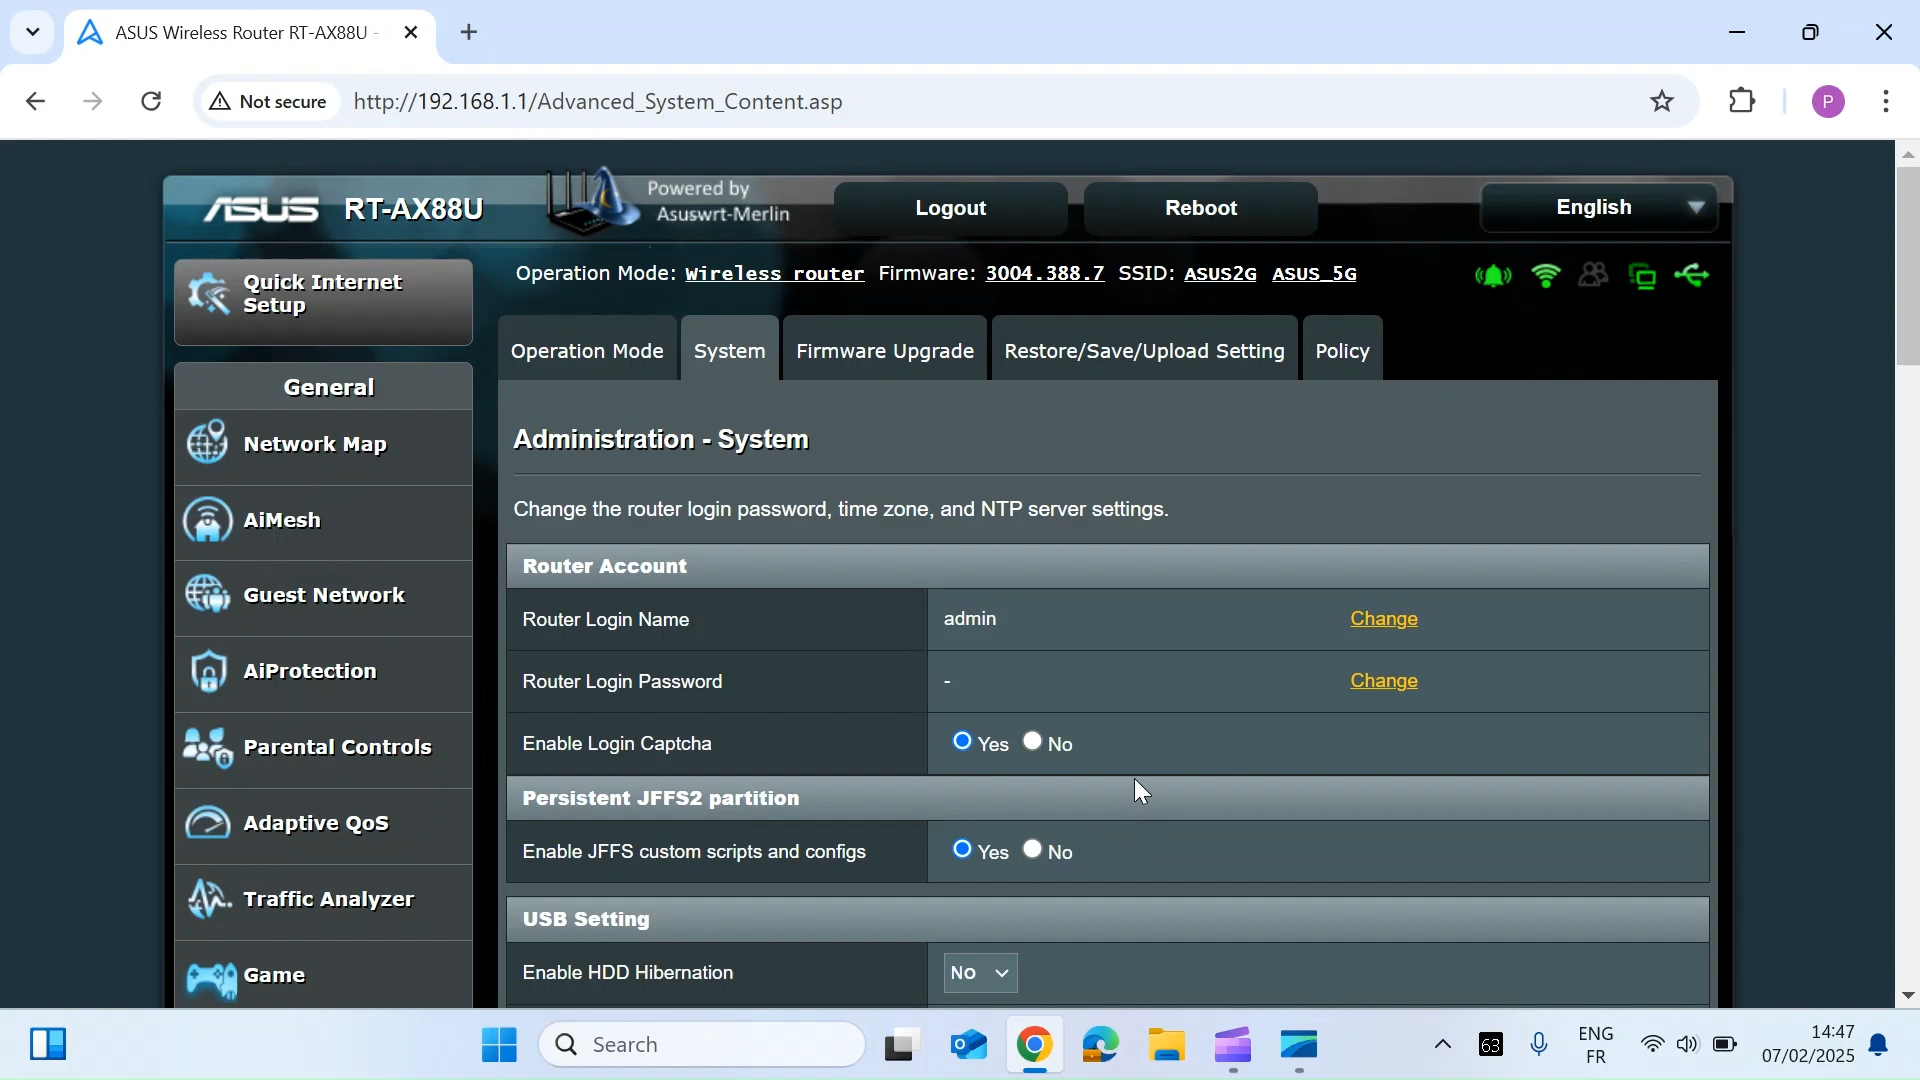 ASUS Wireless Router RT-AX88U -
Not secure
http://192.168.1.1/Advanced_System_Content.asp
P
ASUS RT-AX88U
Powered by
Asuswrt-Merlin
Logout
Reboot
English
Quick Internet
Setup
Operation Mode: Wireless router Firmware: 3004.388.7 SSID: ASUS2G ASUS_5G
General
Network Map
AiMesh
Guest Network
AiProtection
Parental Controls
Adaptive QoS
Traffic Analyzer
Game
Operation Mode
System
Firmware Upgrade
Restore/Save/Upload Setting
Policy
Administration - System
Change the router login password, time zone, and NTP server settings.
Router Account
Router Login Name admin Change
Router Login Password - Change
Enable Login Captcha Yes No
Persistent JFFS2 partition
Enable JFFS custom scripts and configs Yes No
USB Setting
Enable HDD Hibernation No
Search
63
ENG
FR
14:47
07/02/2025